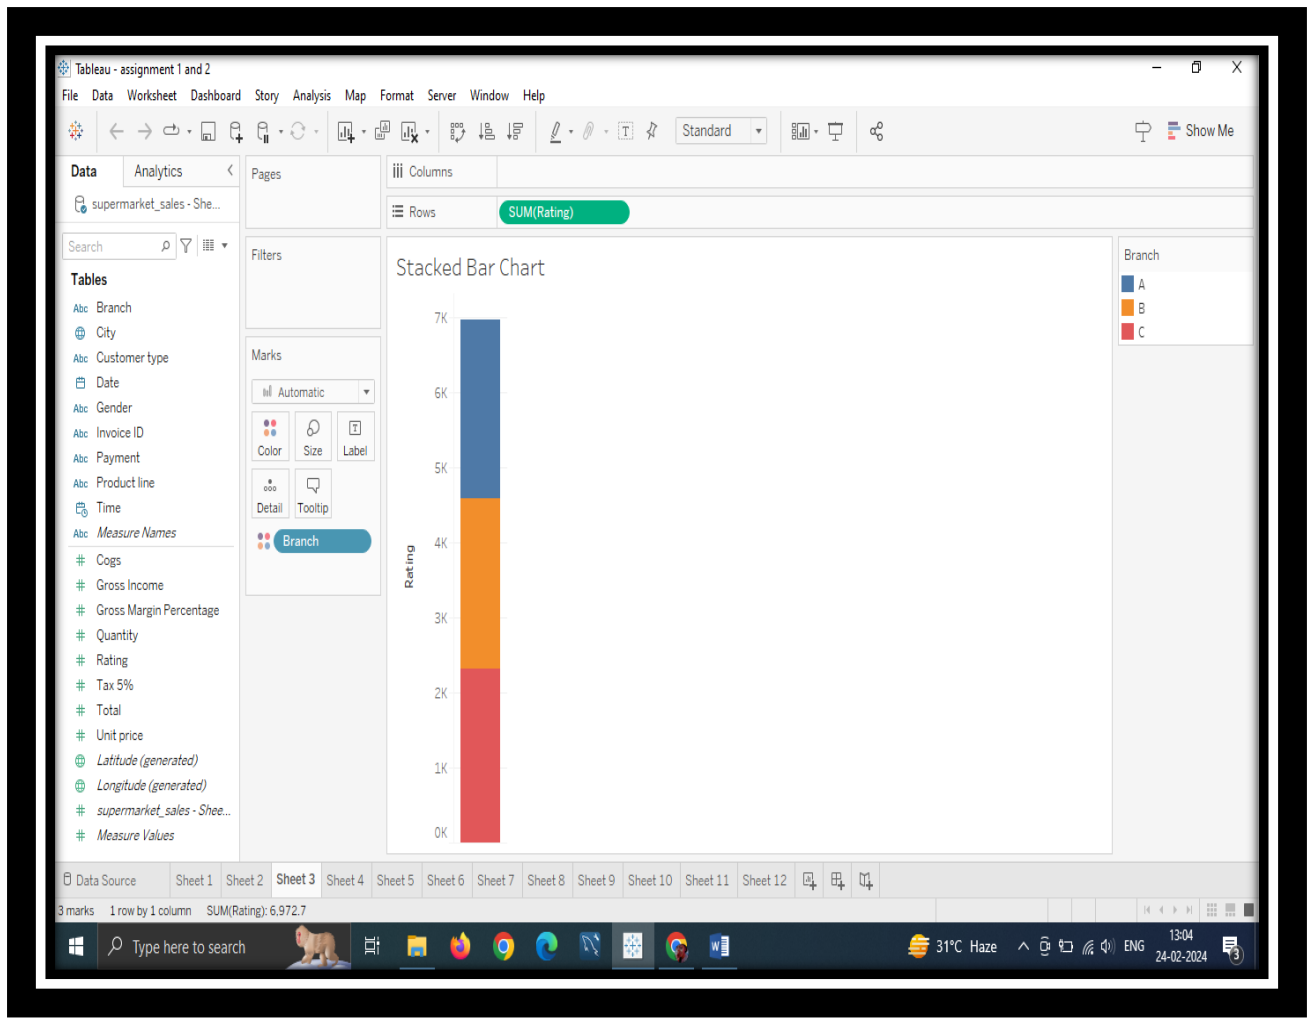 Tableau - assignment 1 and 2
File Data Worksheet Dashboard Story Analysis Map Format Server Window Help
Standard
Show Me
Data Analytics
supermarket_sales - She...
Search
Tables
Abc Branch
City
Abc Customer type
Date
Abc Gender
Abc Invoice ID
Abc Payment
Abc Product line
Time
Abc Measure Names
# Cogs
# Gross Income
# Gross Margin Percentage
# Quantity
# Rating
# Tax 5%
# Total
# Unit price
Latitude (generated)
Longitude (generated)
# supermarket_sales - Shee...
# Measure Values
Pages
Filters
Marks
Automatic
Color Size Label
Detail Tooltip
Branch
Columns
Rows SUM(Rating)
Stacked Bar Chart
7K
6K
5K
4K
3K
2K
1K
0K
Rating
Branch
A
B
C
Data Source Sheet 1 Sheet 2 Sheet 3 Sheet 4 Sheet 5 Sheet 6 Sheet 7 Sheet 8 Sheet 9 Sheet 10 Sheet 11 Sheet 12
3 marks 1 row by 1 column SUM(Rating): 6,972.7
Type here to search
31°C Haze
ENG
13:04
24-02-2024
3